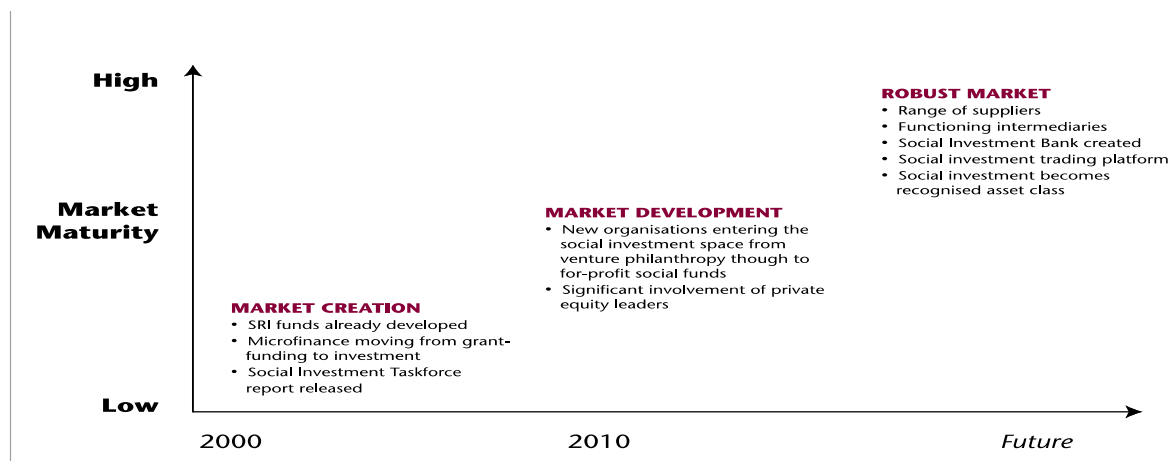 High
Market
Maturity
Low
ROBUST MARKET
• Range of suppliers
• Functioning intermediaries
• Social Investment Bank created
• Social investment trading platform
• Social investment becomes
recognised asset class
MARKET DEVELOPMENT
• New organisations entering the
social investment space from
venture philanthropy though to
for-profit social funds
• Significant involvement of private
equity leaders
MARKET CREATION
• SRI funds already developed
• Microfinance moving from grant-
funding to investment
• Social Investment Taskforce
report released
2000
2010
Future